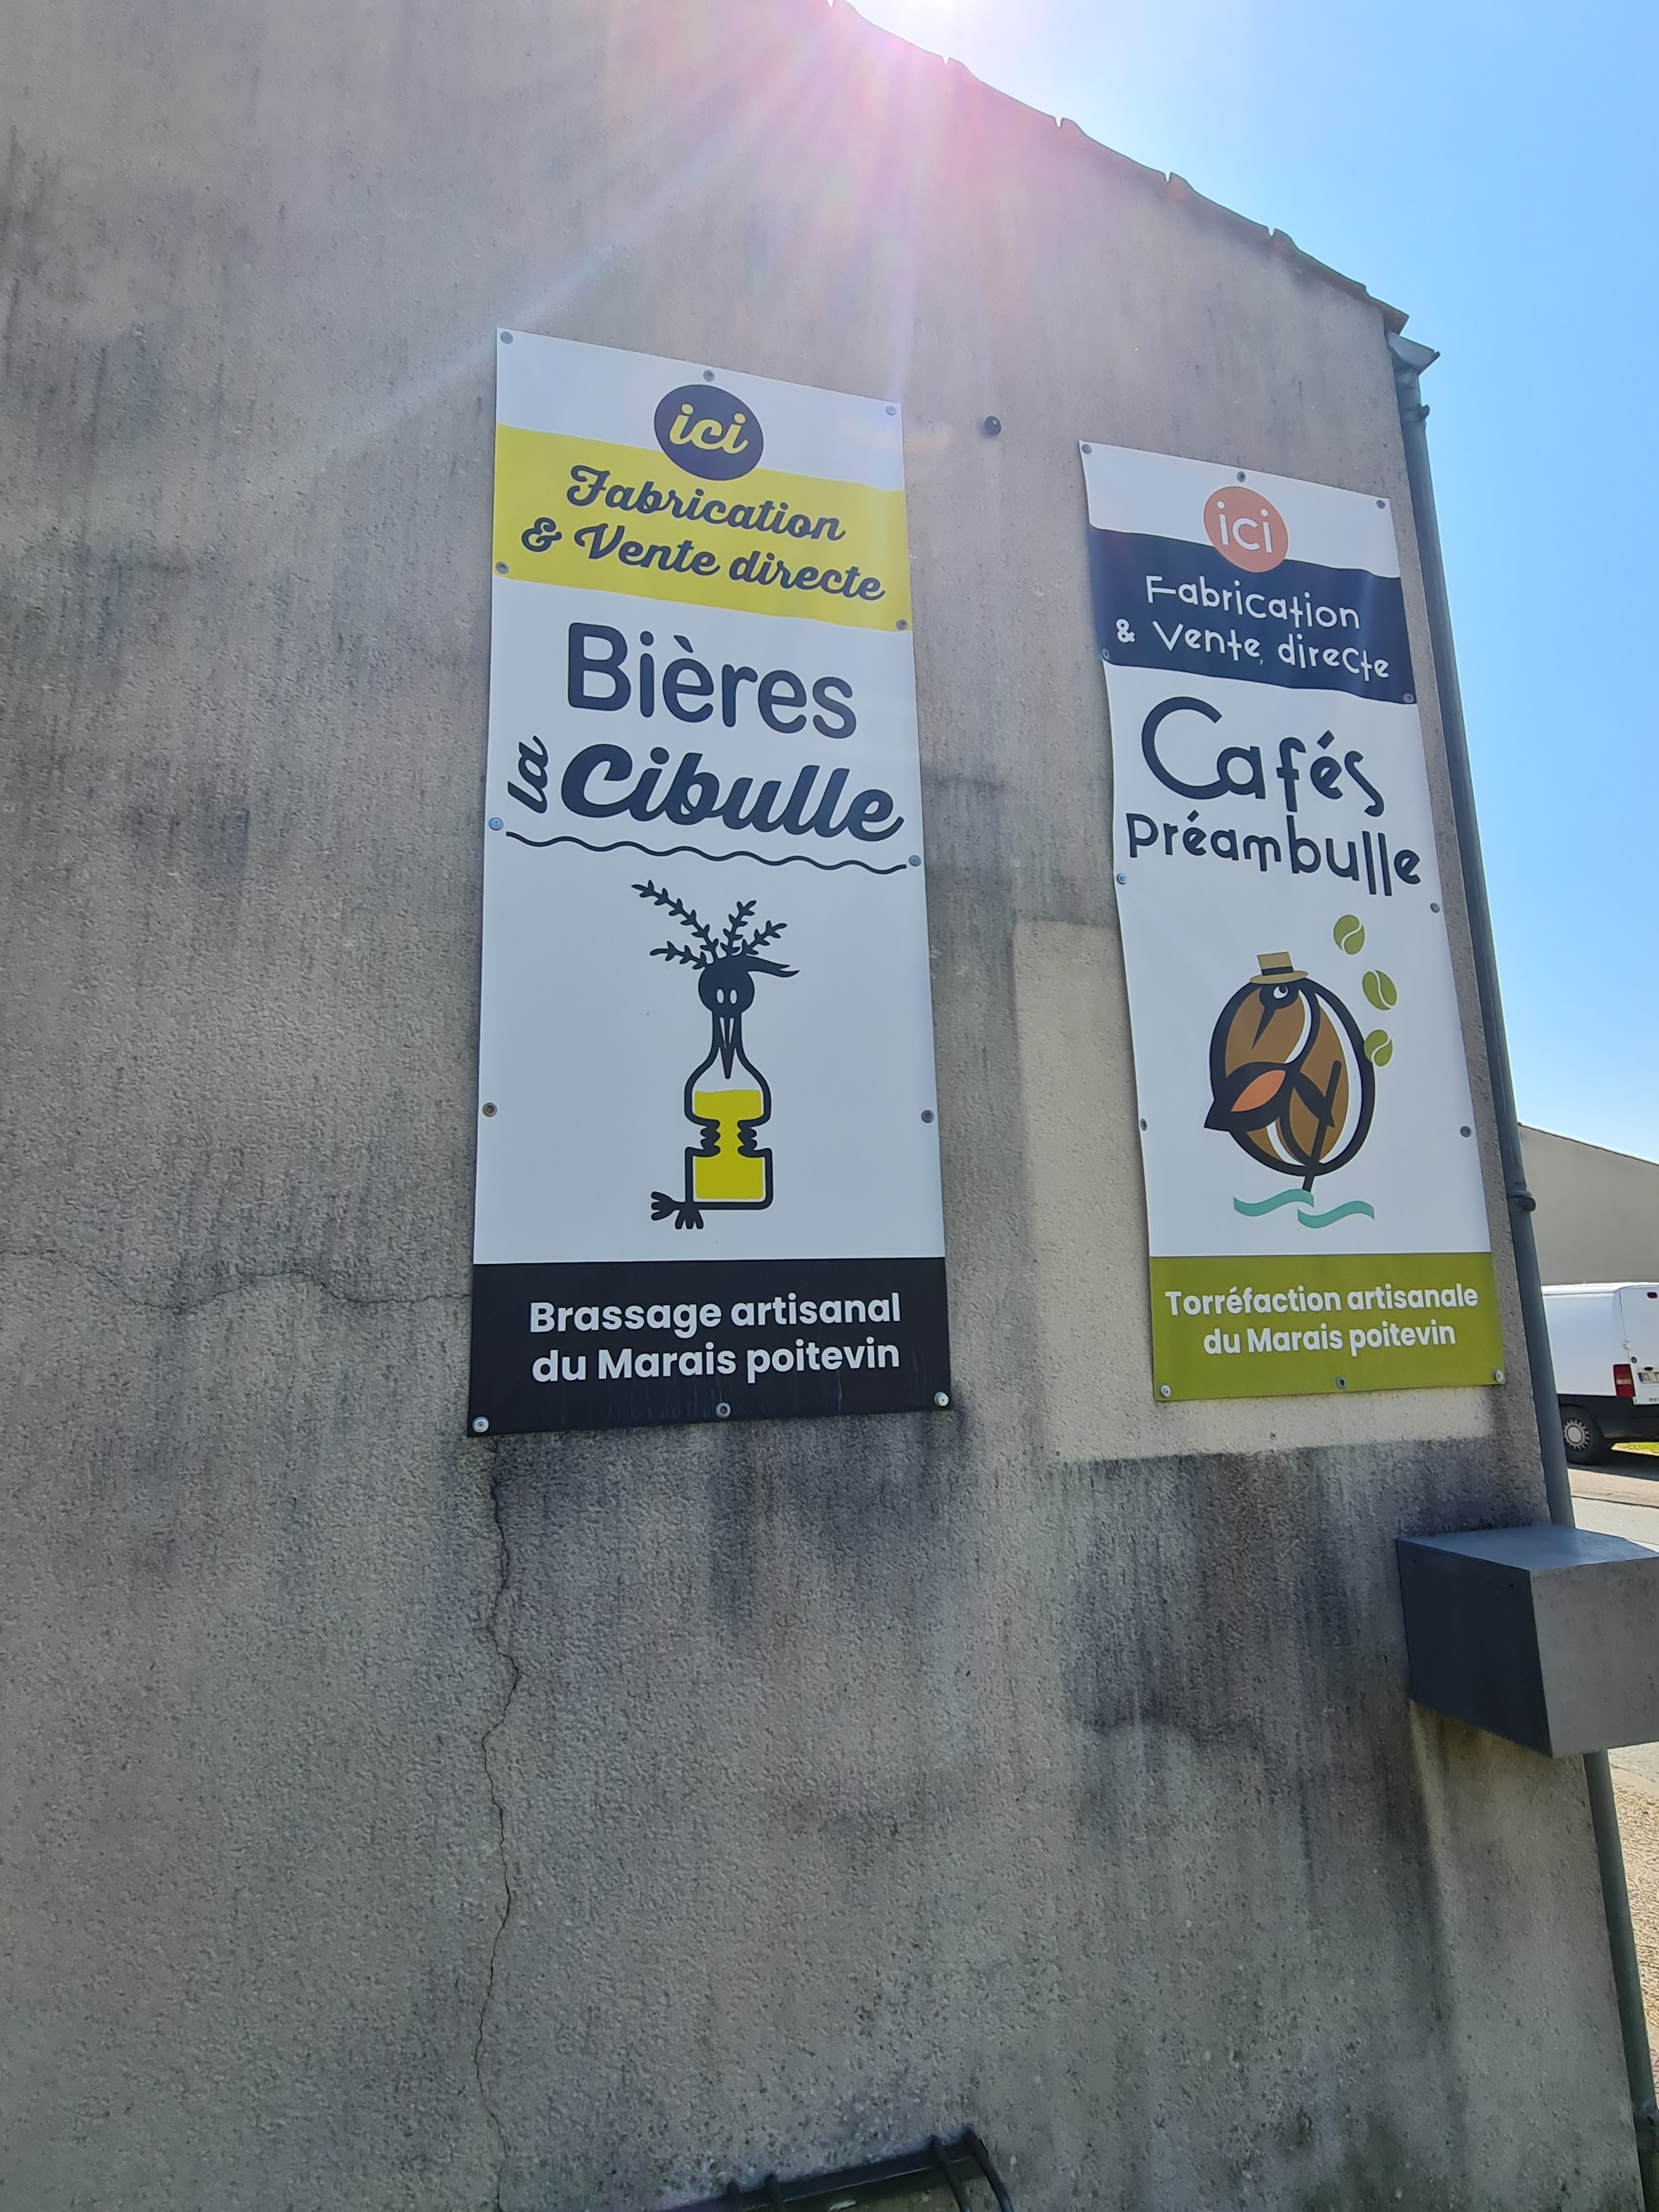 ici
Fabrication
& Vente directe
Bières
la Cibulle
Brassage artisanal
du Marais poitevin
ici
Fabrication
& Vente directe
Cafés
Préambulle
Torréfaction artisanale
du Marais poitevin